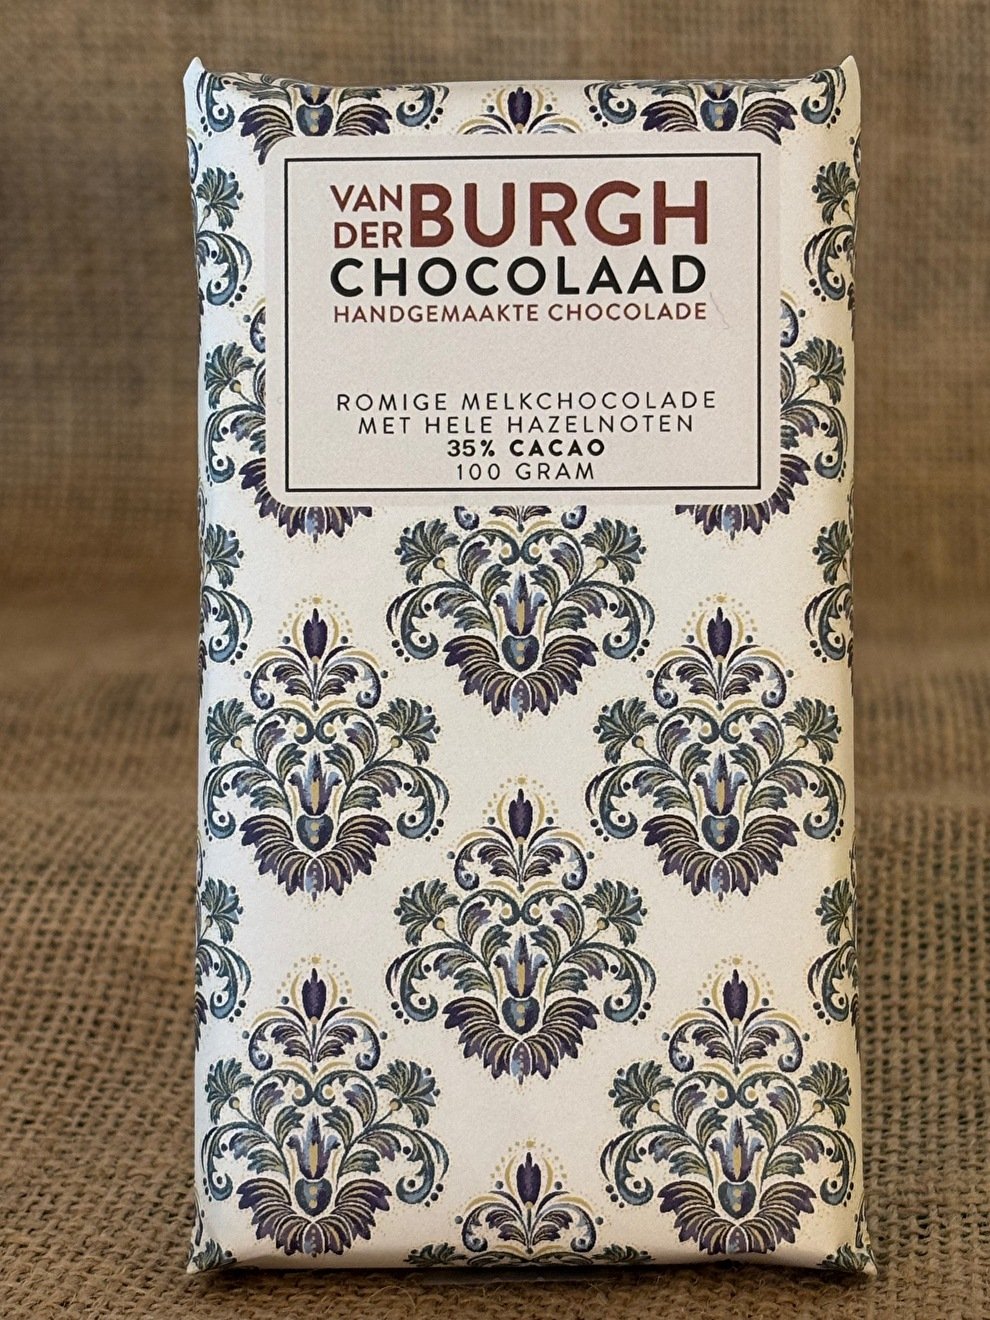 VAN DER BURGH
CHOCOLAAD
HANDGEMAAKTE CHOCOLADE
ROMIGE MELKCHOCOLADE
MET HELE HAZELNOTEN
35% CACAO
100 GRAM